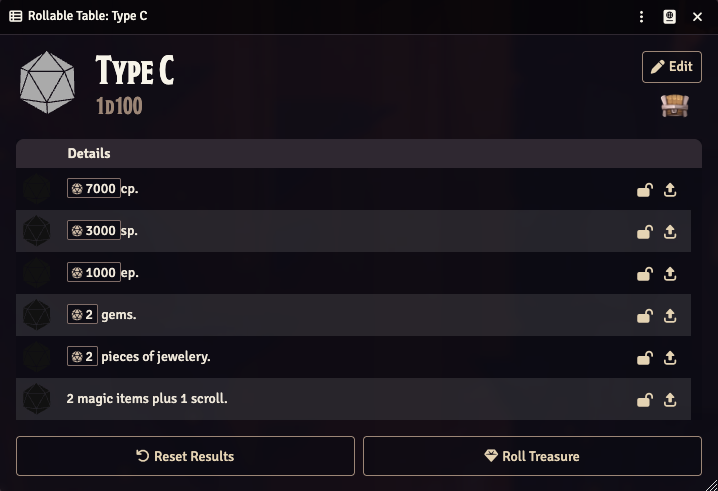 Rollable Table: Type C
Type C
1d100
Edit
Details
7000 cp.
3000 sp.
1000 ep.
2 gems.
2 pieces of jewelery.
2 magic items plus 1 scroll.
Reset Results
Roll Treasure